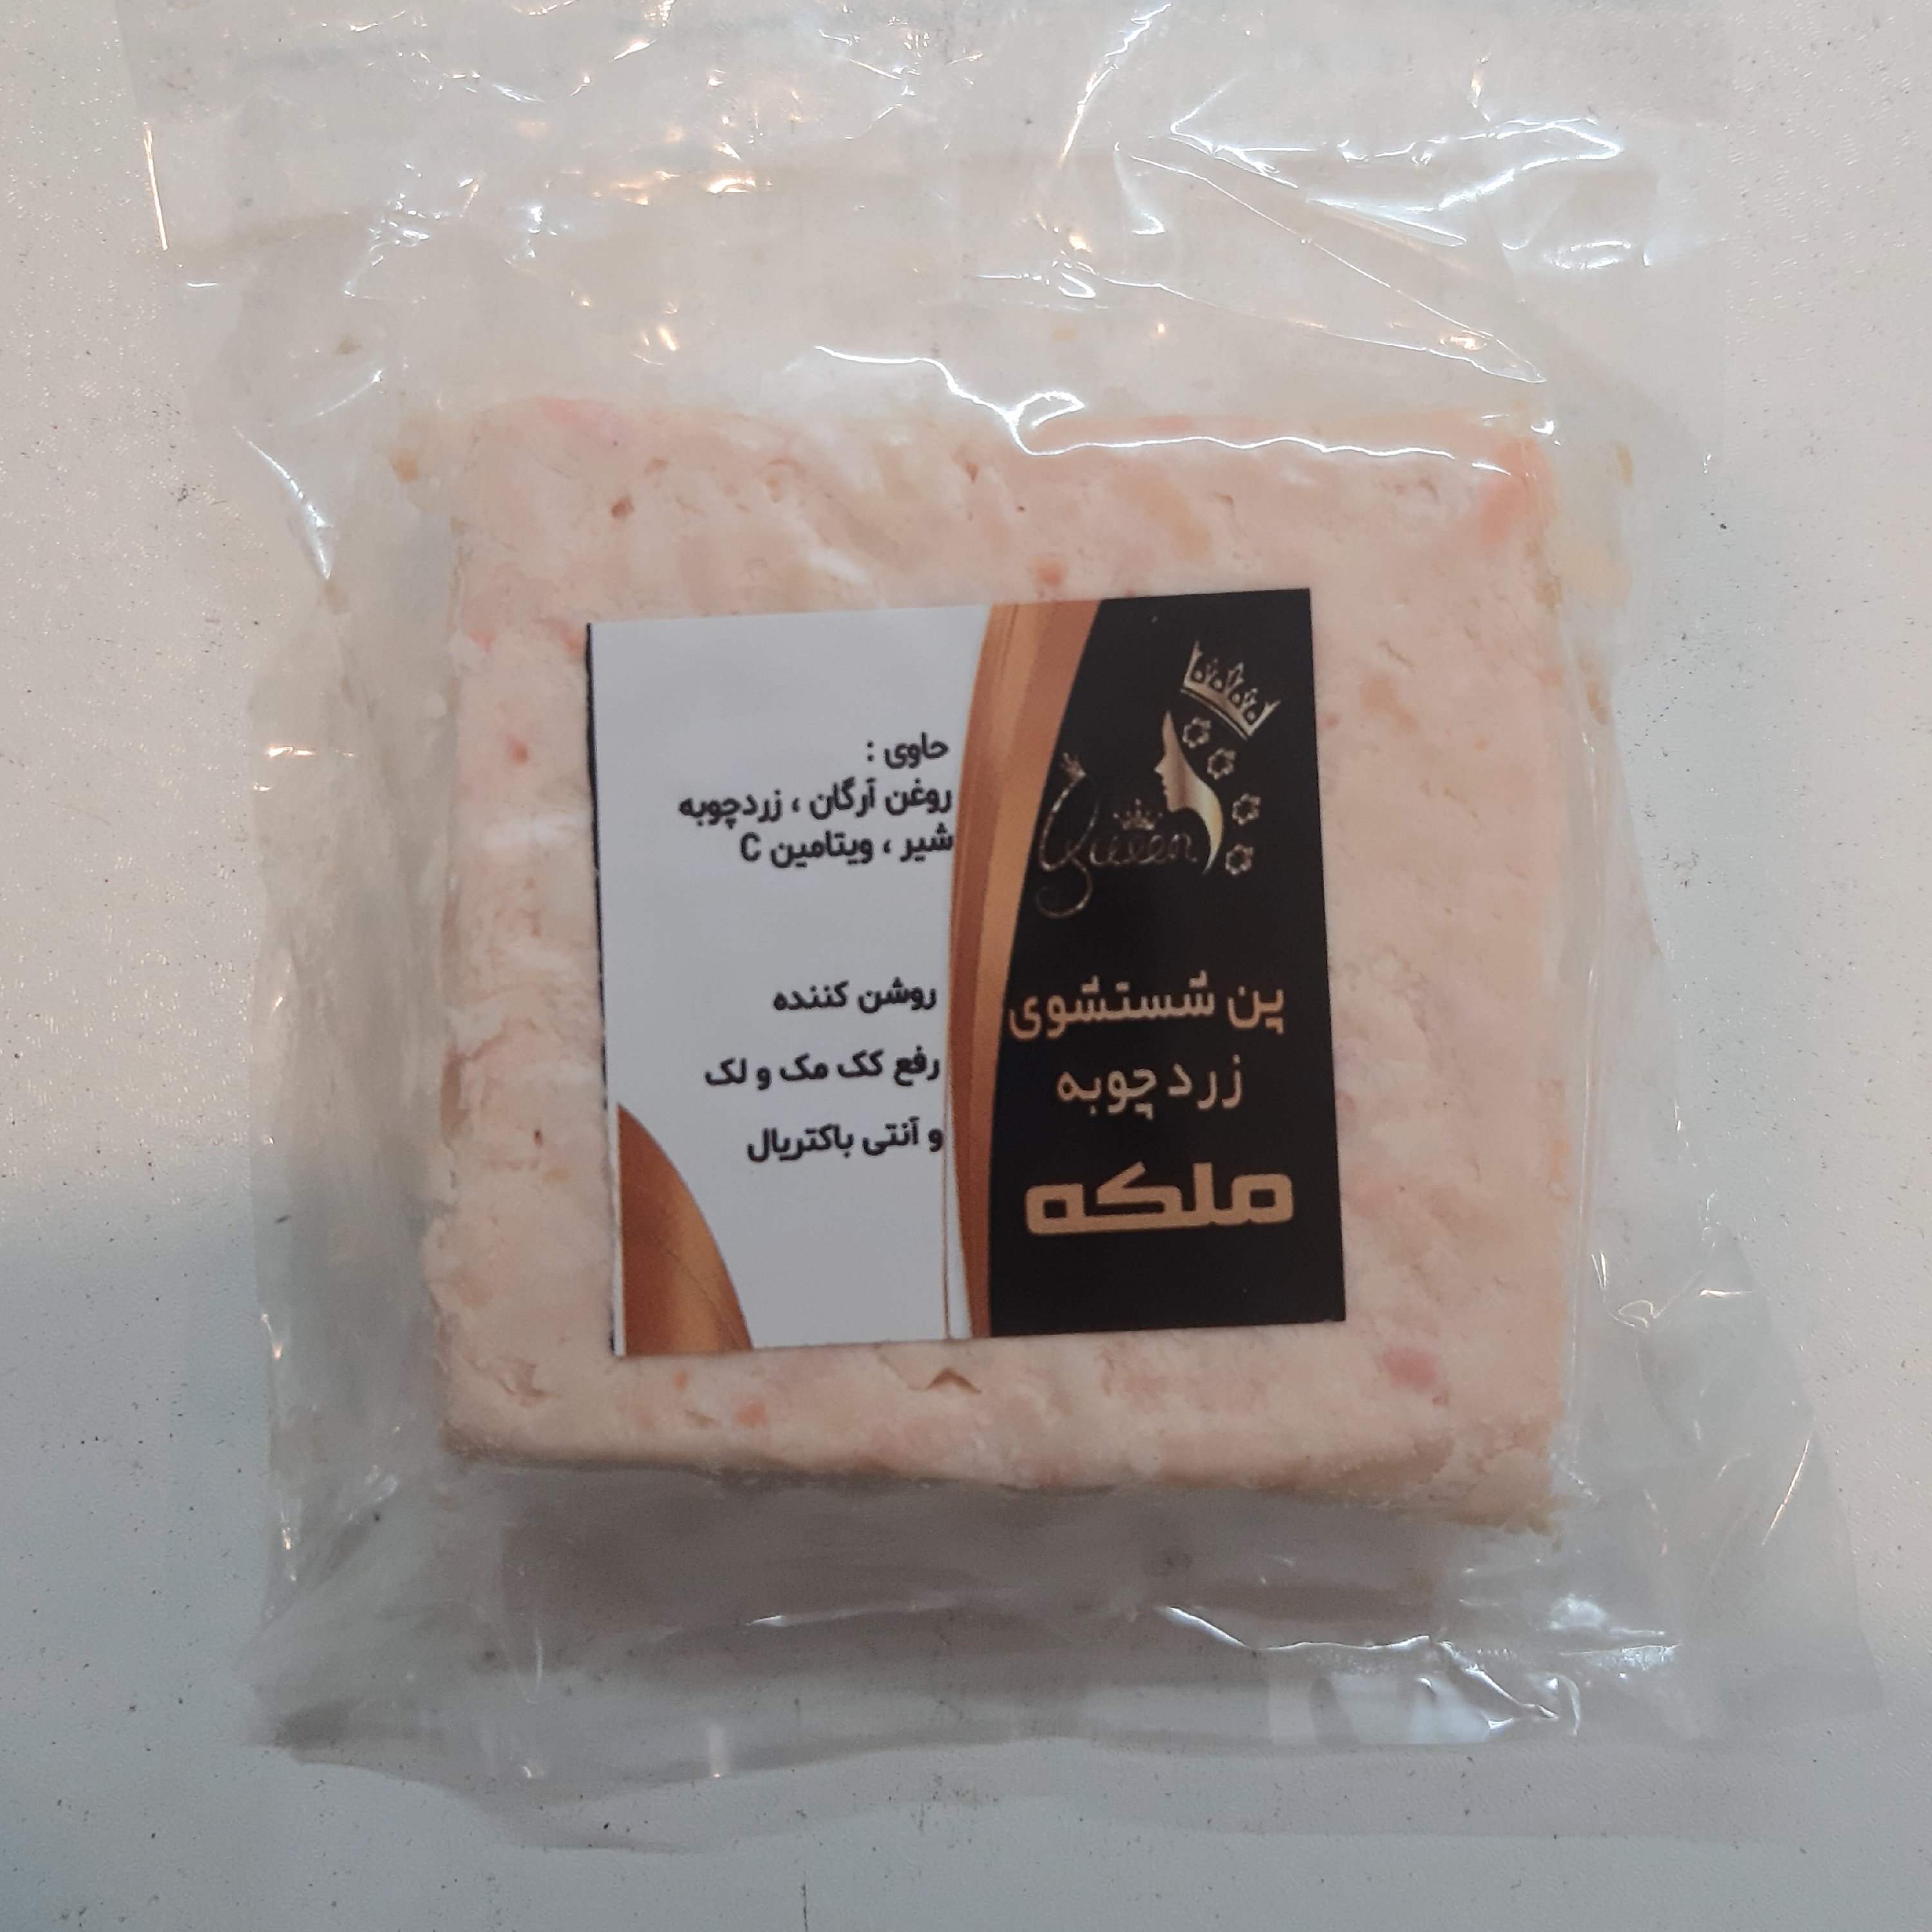 Queen
پن شستشوی
زردچوبه
ملکه
حاوی :
روغن آرگان ، زردچوبه
شیر ، ویتامین C
روشن کننده
رفع کک مک و لک
و آنتی باکتریال